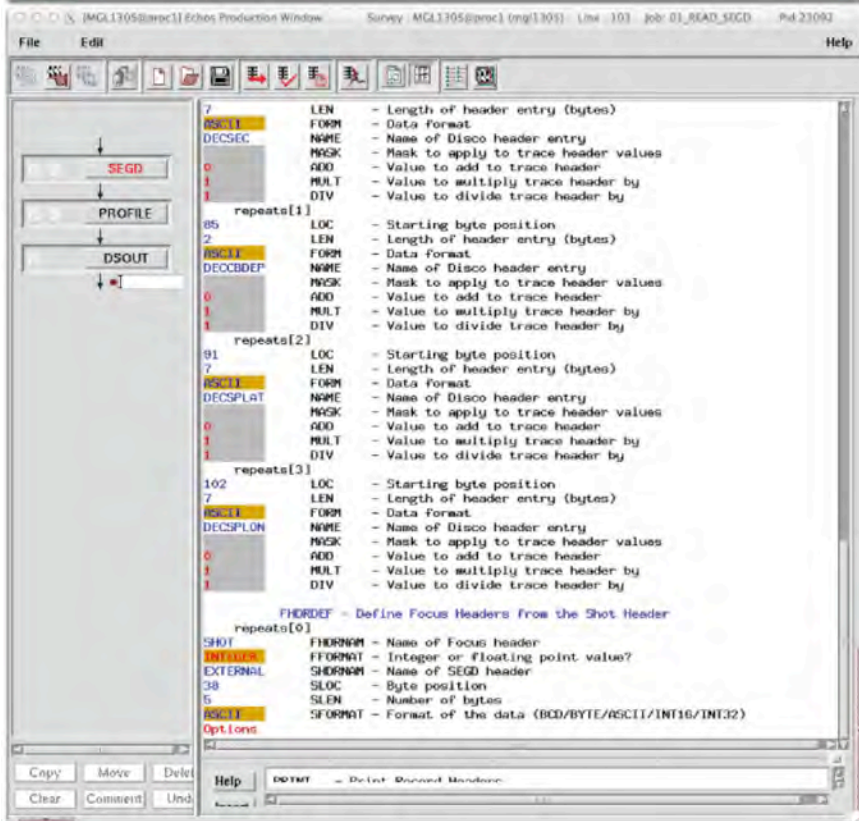 [MGL1305@proc1] Echos Production Window Survey MGL1305@proc1 (mgl1305) Line 103 Job: 01_READ_SEGD Pid 23092
File Edit Help
SEGD
PROFILE
DSOUT
7 LEN - Length of header entry (bytes)
ASCII FORM - Data format
DECSEC NAME - Name of Disco header entry
MASK - Mask to apply to trace header values
0 ADD - Value to add to trace header
1 MULT - Value to multiply trace header by
1 DIV - Value to divide trace header by
repeats[1]
85 LOC - Starting byte position
2 LEN - Length of header entry (bytes)
ASCII FORM - Data format
DECCBDEP NAME - Name of Disco header entry
MASK - Mask to apply to trace header values
0 ADD - Value to add to trace header
1 MULT - Value to multiply trace header by
1 DIV - Value to divide trace header by
repeats[2]
91 LOC - Starting byte position
7 LEN - Length of header entry (bytes)
ASCII FORM - Data format
DECSPLAT NAME - Name of Disco header entry
MASK - Mask to apply to trace header values
0 ADD - Value to add to trace header
1 MULT - Value to multiply trace header by
1 DIV - Value to divide trace header by
repeats[3]
102 LOC - Starting byte position
7 LEN - Length of header entry (bytes)
ASCII FORM - Data format
DECSPLON NAME - Name of Disco header entry
MASK - Mask to apply to trace header values
0 ADD - Value to add to trace header
1 MULT - Value to multiply trace header by
1 DIV - Value to divide trace header by
FHDRDEF - Define Focus Headers from the Shot Header
repeats[0]
SHOT FHDRNAM - Name of Focus header
INTEGER FFORMAT - Integer or floating point value?
EXTERNAL SHDRNAM - Name of SEGD header
38 SLOC - Byte position
5 SLEN - Number of bytes
ASCII SFORMAT - Format of the data (BCD/BYTE/ASCII/INT16/INT32)
Options
Copy Move Delet
Clear Comment Und
Help PRINT - Print Record Headers